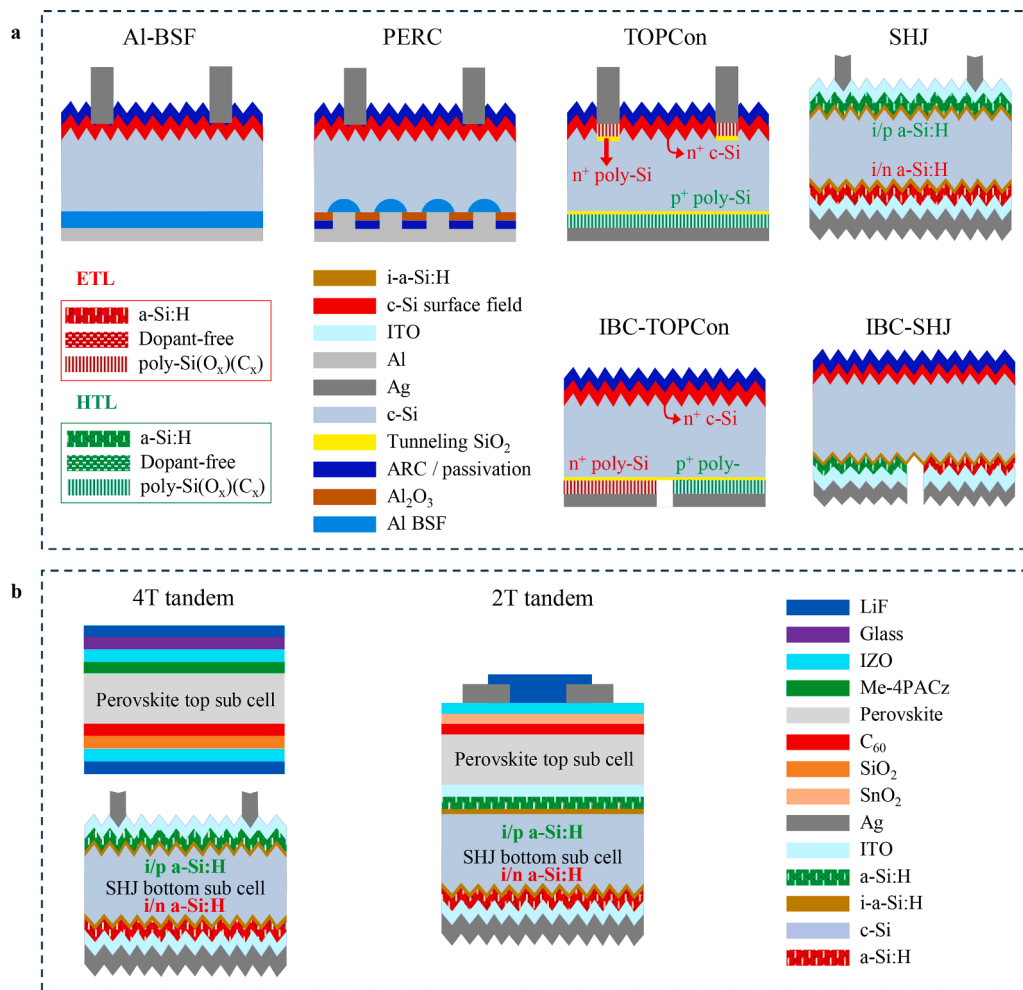 a
Al-BSF
PERC
TOPCon
SHJ
n⁺ poly-Si
n⁺ c-Si
p⁺ poly-Si
i/p a-Si:H
i/n a-Si:H
ETL
a-Si:H
Dopant-free
poly-Si(Oₓ)(Cₓ)
HTL
a-Si:H
Dopant-free
poly-Si(Oₓ)(Cₓ)
i-a-Si:H
c-Si surface field
ITO
Al
Ag
c-Si
Tunneling SiO₂
ARC / passivation
Al₂O₃
Al BSF
IBC-TOPCon
n⁺ c-Si
n⁺ poly-Si
p⁺ poly-
IBC-SHJ
b
4T tandem
Perovskite top sub cell
i/p a-Si:H
SHJ bottom sub cell
i/n a-Si:H
2T tandem
Perovskite top sub cell
i/p a-Si:H
SHJ bottom sub cell
i/n a-Si:H
LiF
Glass
IZO
Me-4PACz
Perovskite
C₆₀
SiO₂
SnO₂
Ag
ITO
a-Si:H
i-a-Si:H
c-Si
a-Si:H